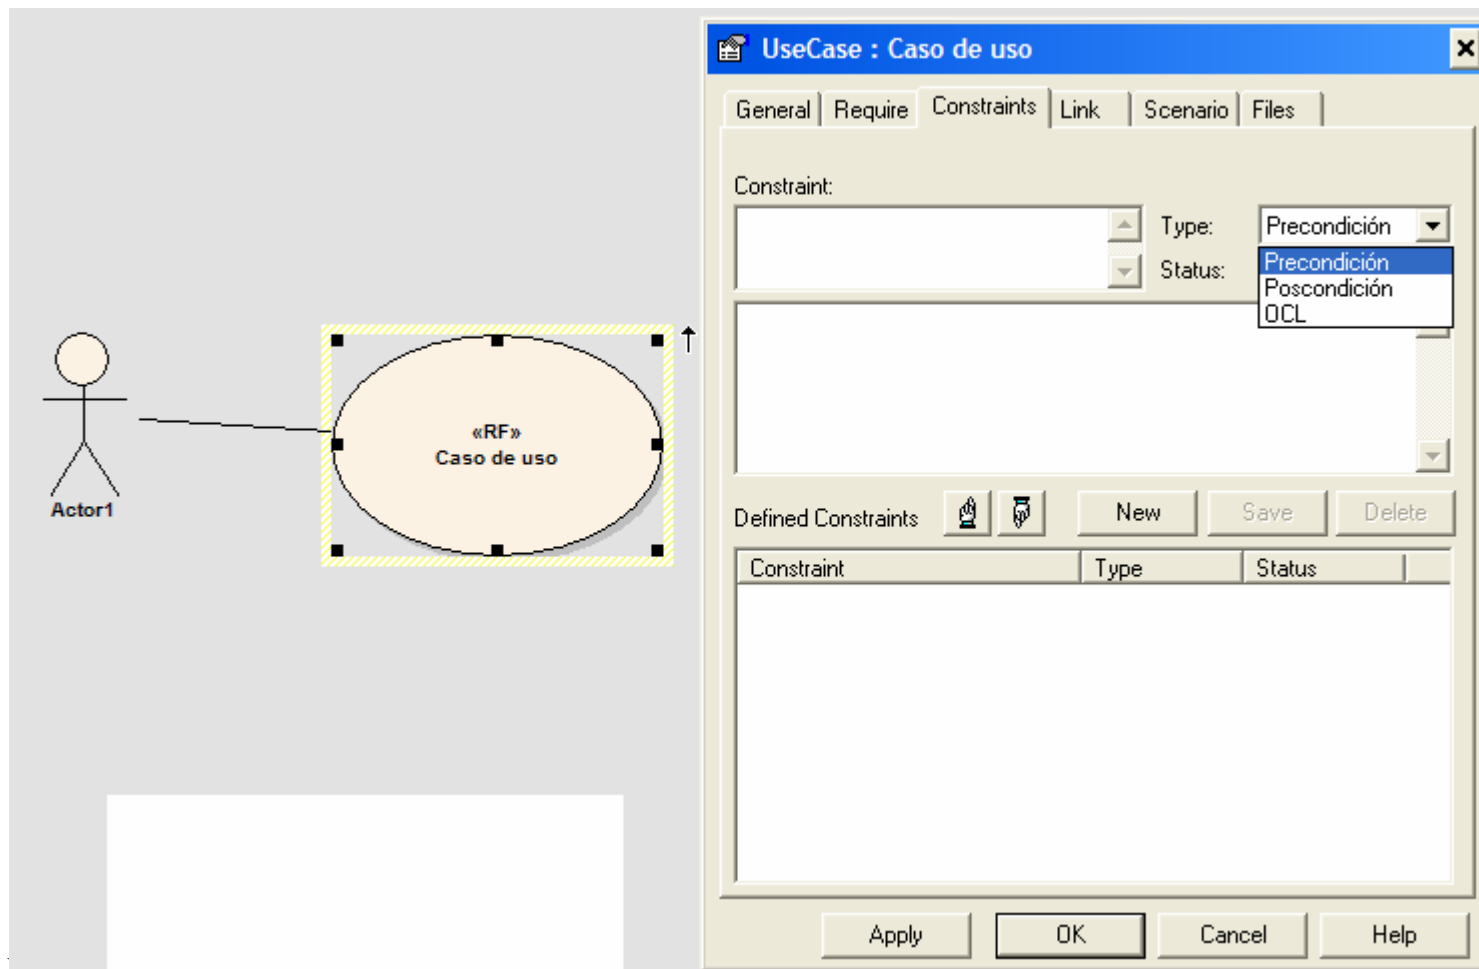 UseCase : Caso de uso
General Require Constraints Link Scenario Files
Constraint:
Type: Precondición
Status:
Precondición
Poscondición
OCL
«RF»
Caso de uso
Actor1
Defined Constraints New Save Delete
Constraint Type Status
Apply OK Cancel Help